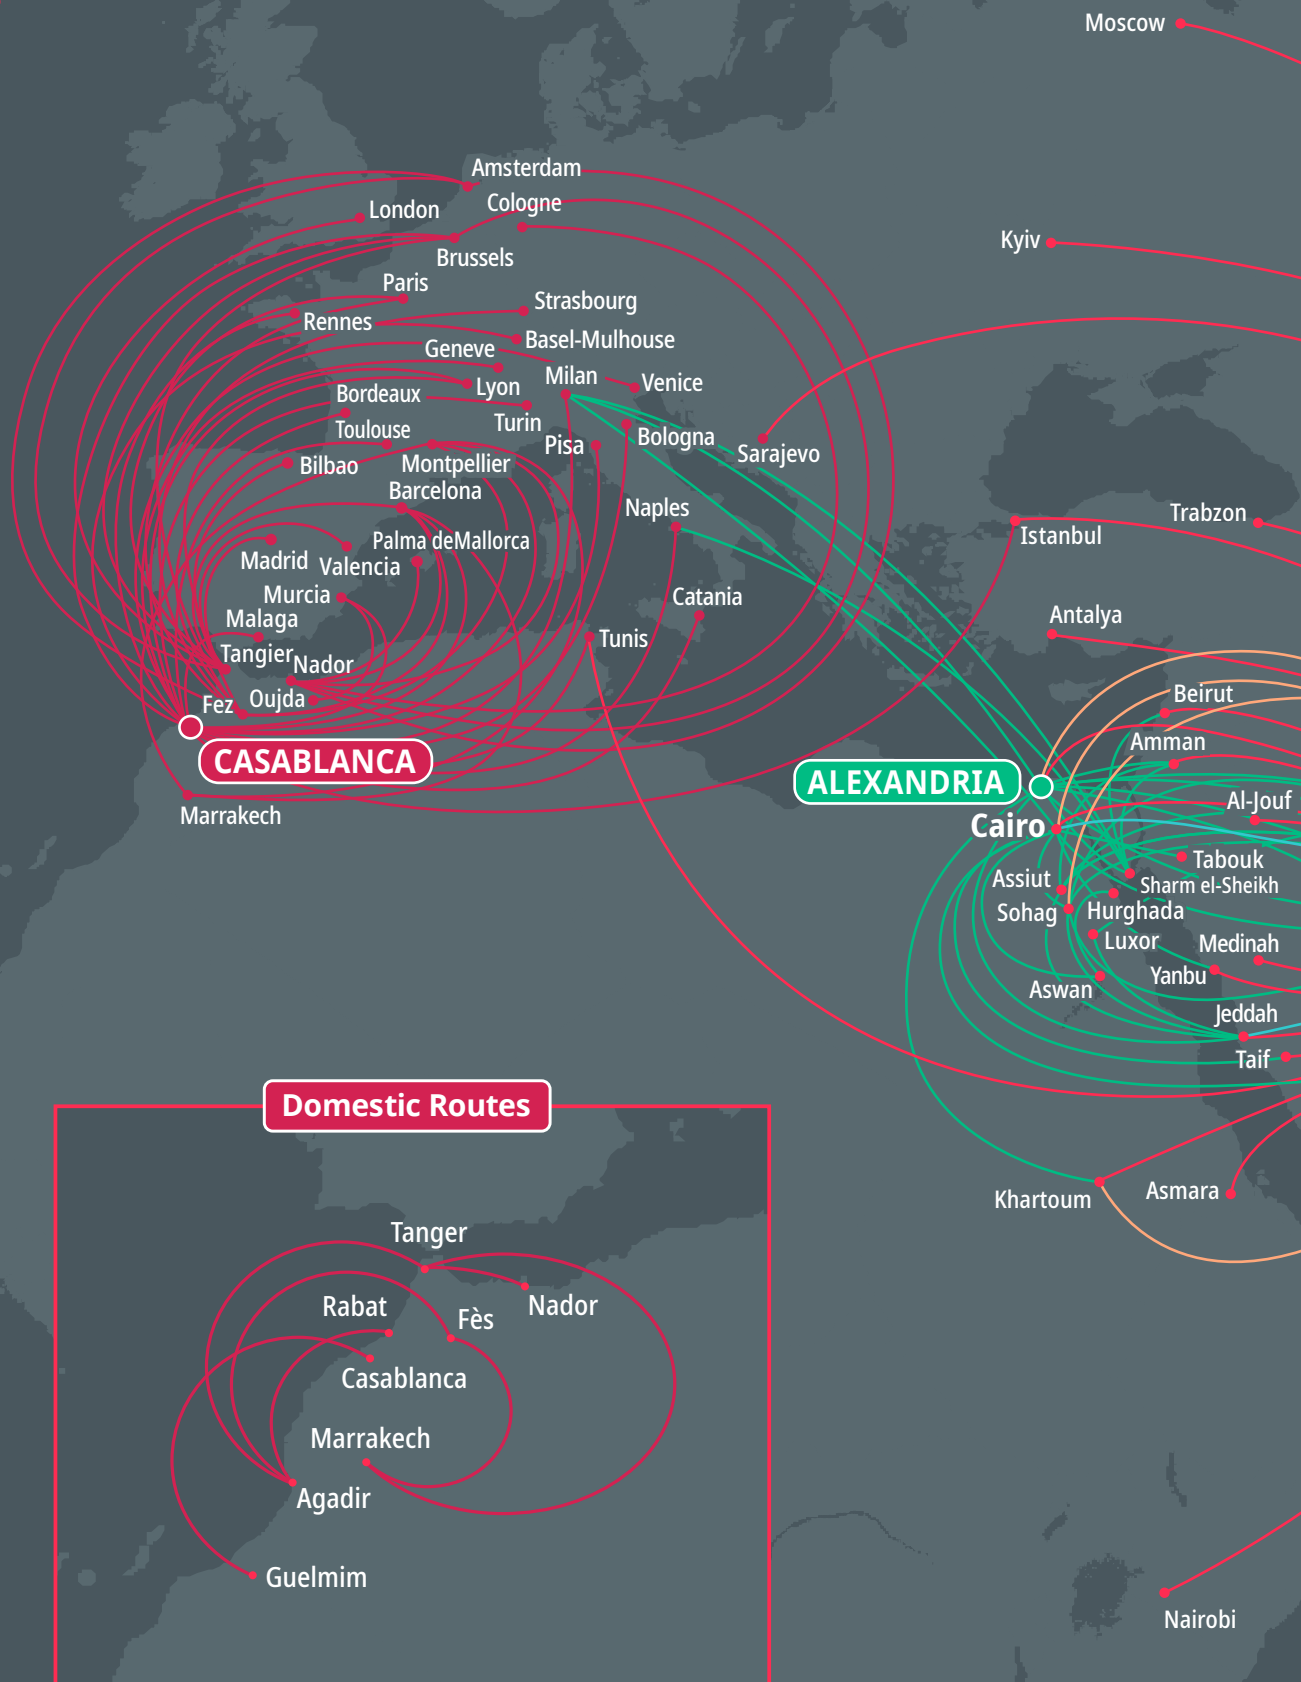 Moscow
Amsterdam
Cologne
London
Brussels
Kyiv
Paris
Strasbourg
Rennes
Basel-Mulhouse
Geneve
Milan
Venice
Lyon
Bordeaux
Turin
Toulouse
Pisa
Bologna
Sarajevo
Bilbao
Montpellier
Barcelona
Naples
Trabzon
Istanbul
Palma deMallorca
Madrid
Valencia
Murcia
Catania
Malaga
Antalya
Tangier
Tunis
Nador
Beirut
Fez
Oujda
Amman
CASABLANCA
ALEXANDRIA
Al-Jouf
Marrakech
Cairo
Tabouk
Assiut
Sharm el-Sheikh
Sohag
Hurghada
Luxor
Medinah
Yanbu
Aswan
Jeddah
Taif
Khartoum
Asmara
Domestic Routes
Tanger
Rabat
Nador
Fès
Casablanca
Marrakech
Agadir
Guelmim
Nairobi